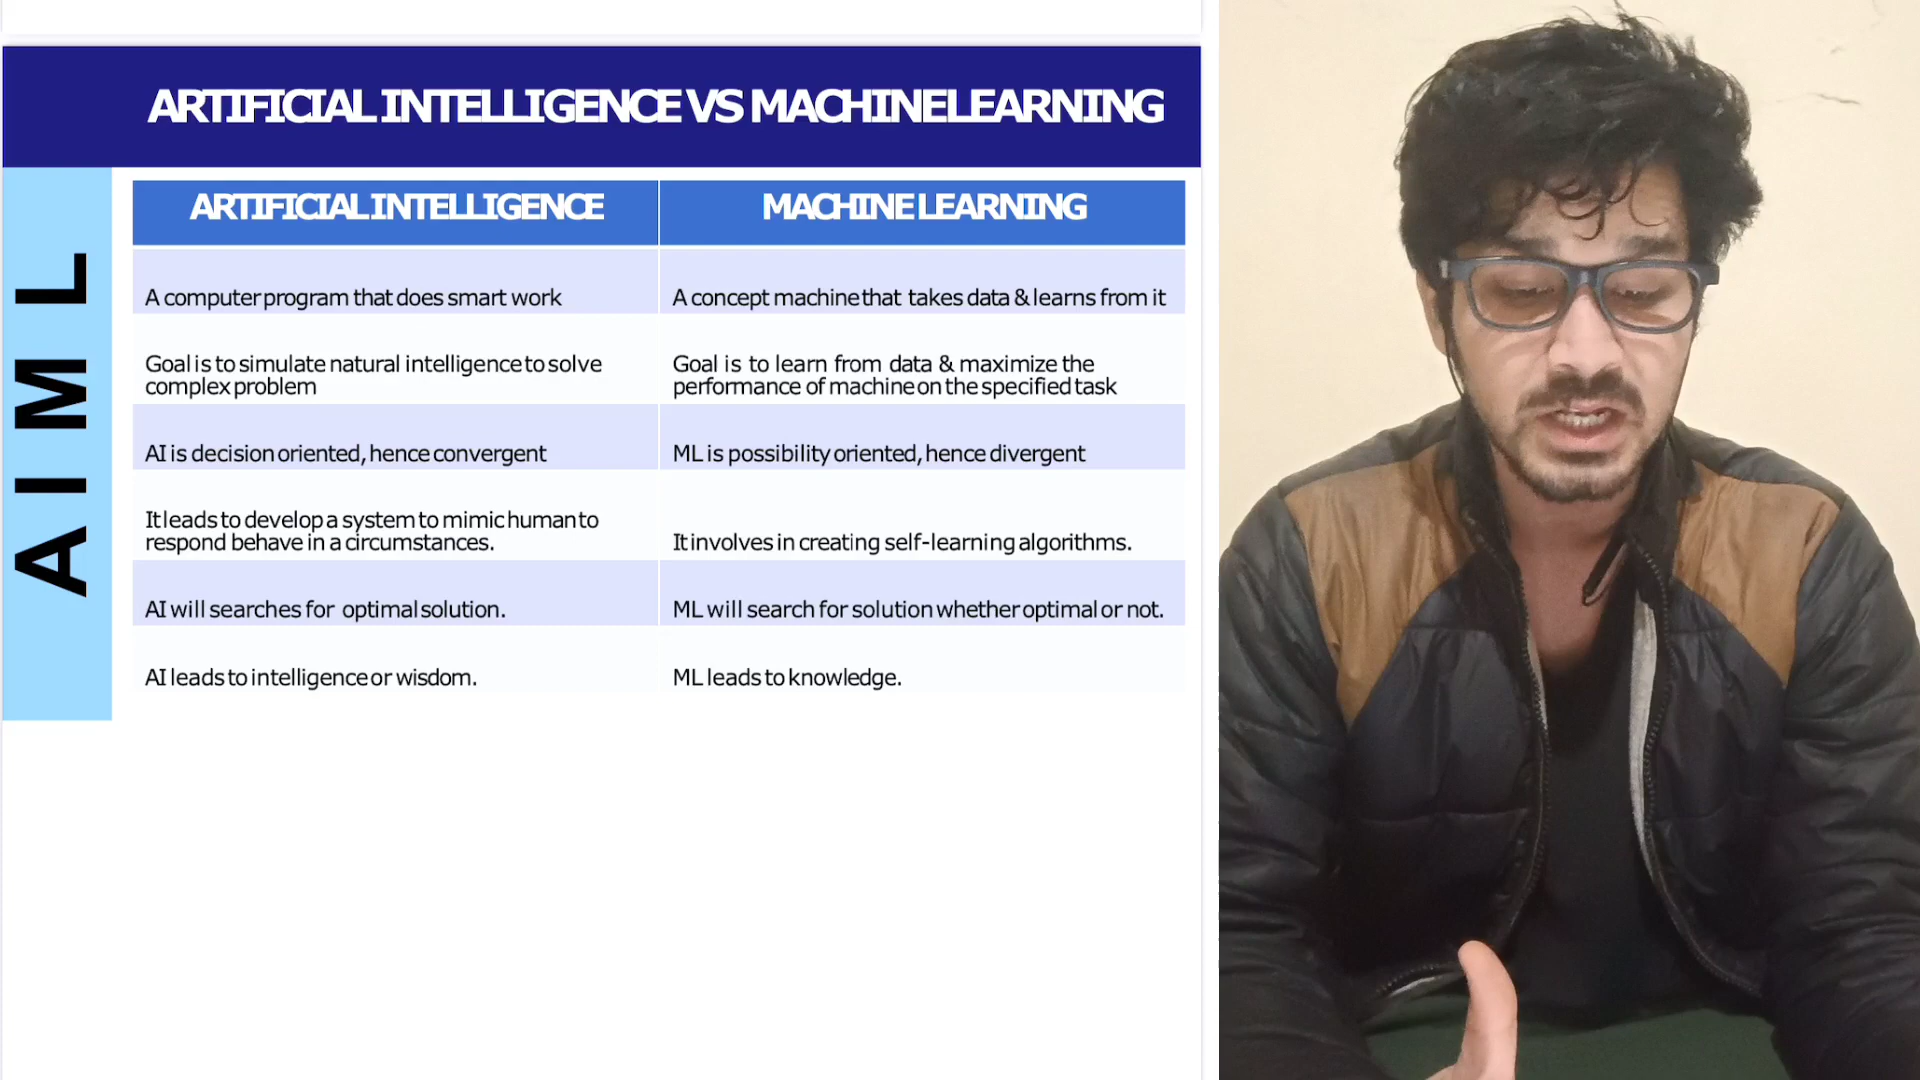 ARTIFICIAL INTELLIGENCE VS MACHINE LEARNING
A I M L
ARTIFICIAL INTELLIGENCE
MACHINE LEARNING
A computer program that does smart work
A concept machine that takes data & learns from it
Goal is to simulate natural intelligence to solve
complex problem
Goal is to learn from data & maximize the
performance of machine on the specified task
AI is decision oriented, hence convergent
ML is possibility oriented, hence divergent
It leads to develop a system to mimic human to
respond behave in a circumstances.
It involves in creating self-learning algorithms.
AI will searches for optimal solution.
ML will search for solution whether optimal or not.
AI leads to intelligence or wisdom.
ML leads to knowledge.